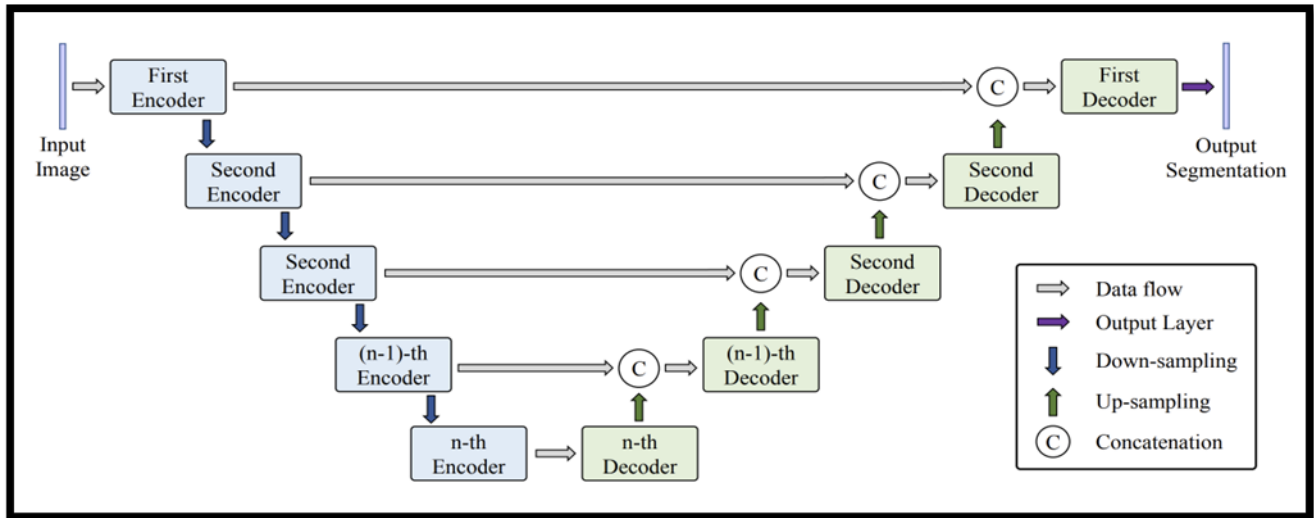 First
Encoder
C
First
Decoder
Input
Image
Output
Segmentation
Second
Encoder
C
Second
Decoder
Second
Encoder
C
Second
Decoder
(n-1)-th
Encoder
C
(n-1)-th
Decoder
n-th
Encoder
n-th
Decoder
Data flow
Output Layer
Down-sampling
Up-sampling
C Concatenation